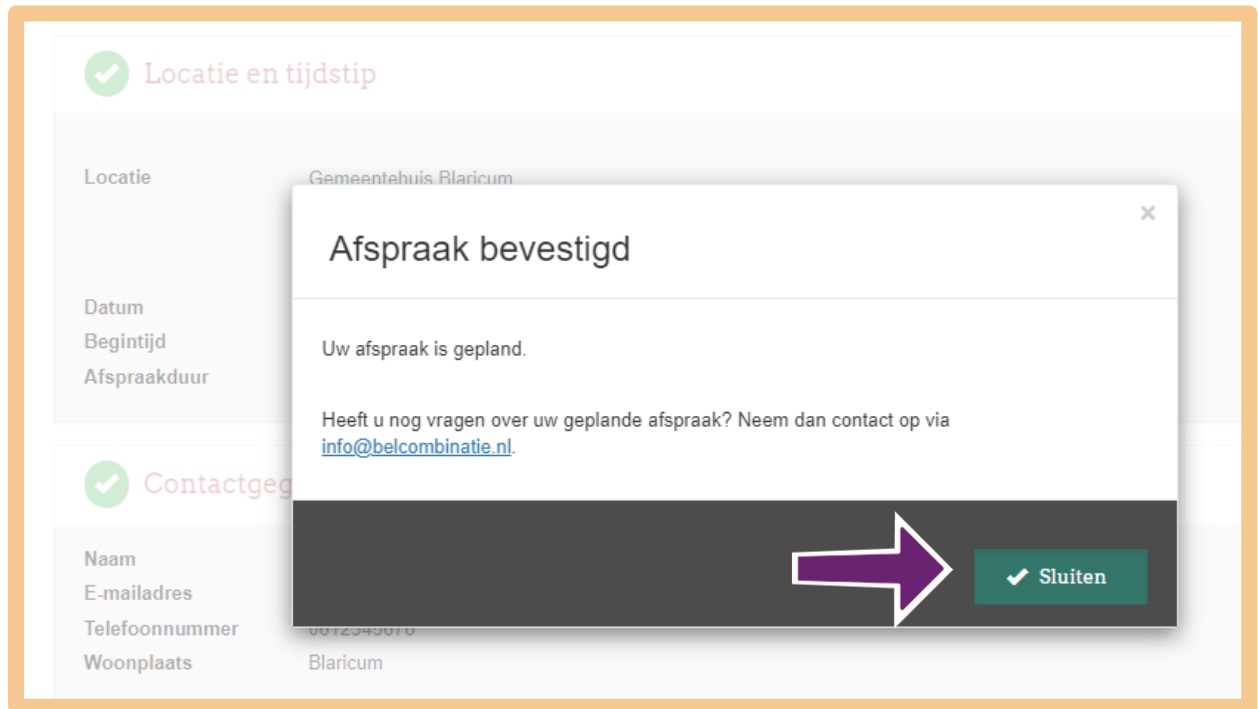 Locatie en tijdstip
Locatie
Gemeentehuis Blaricum
×
Afspraak bevestigd
Datum
Begintijd
Afspraakduur
Uw afspraak is gepland.
Heeft u nog vragen over uw geplande afspraak? Neem dan contact op via
info@belcombinatie.nl.
Contactgeg
Sluiten
Naam
E-mailadres
Telefoonnummer
0612345678
Woonplaats
Blaricum